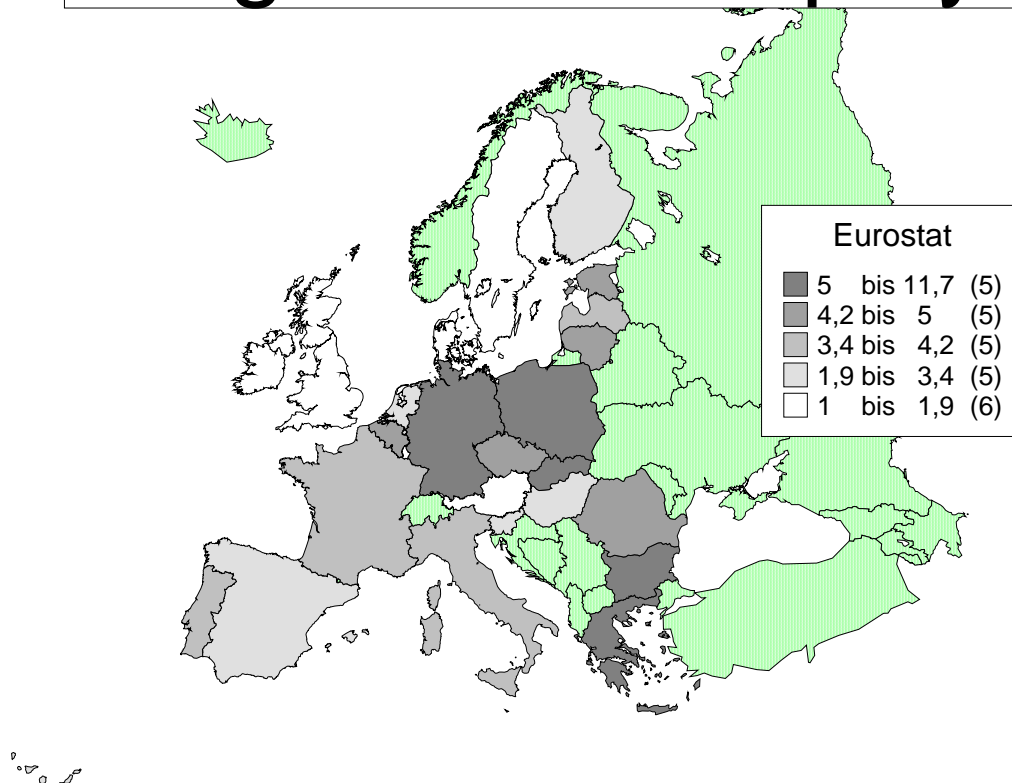 Eurostat
5 bis 11,7 (5)
4,2 bis 5 (5)
3,4 bis 4,2 (5)
1,9 bis 3,4 (5)
1 bis 1,9 (6)